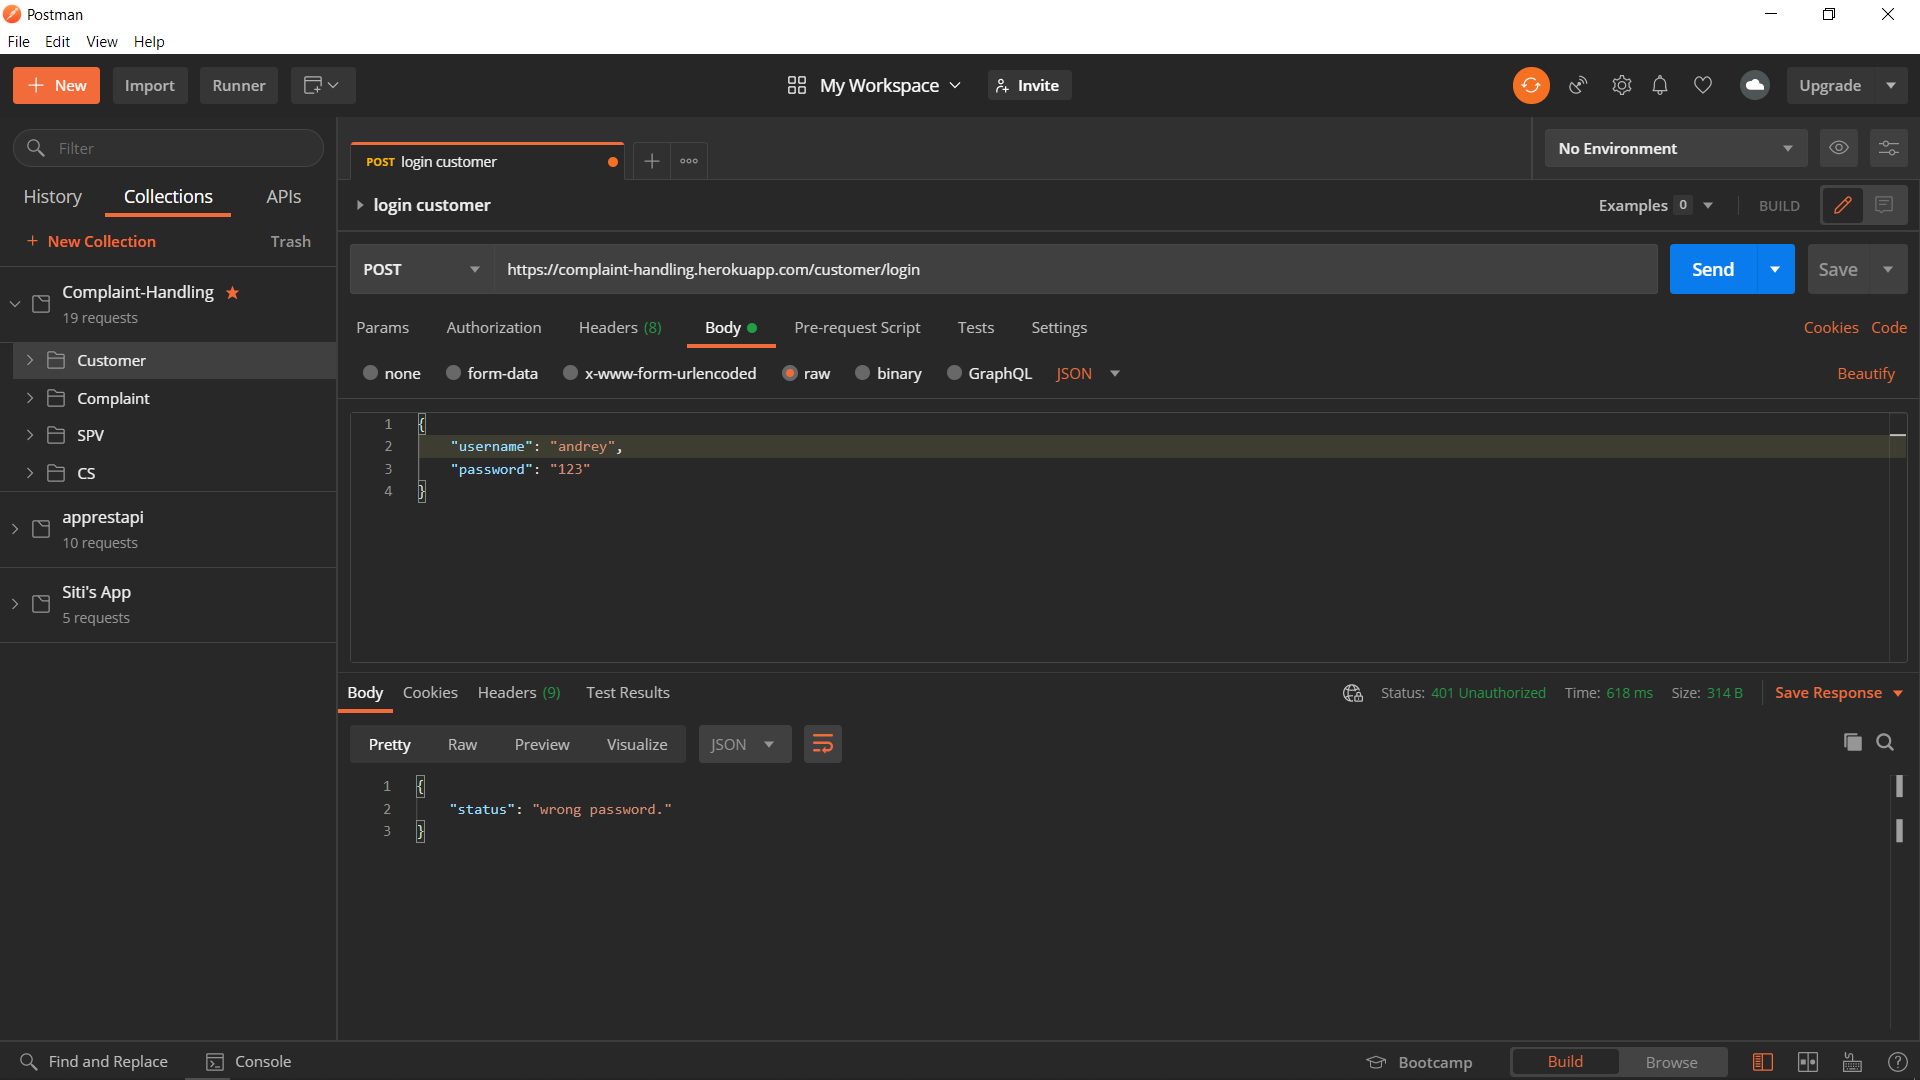 Postman
File Edit View Help
New Import Runner My Workspace Invite Upgrade
Filter
History Collections APIs
+ New Collection Trash
Complaint-Handling
19 requests
Customer
Complaint
SPV
CS
apprestapi
10 requests
Siti's App
5 requests
POST login customer
No Environment
login customer
Examples 0 BUILD
POST https://complaint-handling.herokuapp.com/customer/login Send Save
Params Authorization Headers (8) Body Pre-request Script Tests Settings Cookies Code
none form-data x-www-form-urlencoded raw binary GraphQL JSON Beautify
1 {
2 "username": "andrey",
3 "password": "123"
4 }
Body Cookies Headers (9) Test Results Status: 401 Unauthorized Time: 618 ms Size: 314 B Save Response
Pretty Raw Preview Visualize JSON
1 {
2 "status": "wrong password."
3 }
Find and Replace Console Bootcamp Build Browse